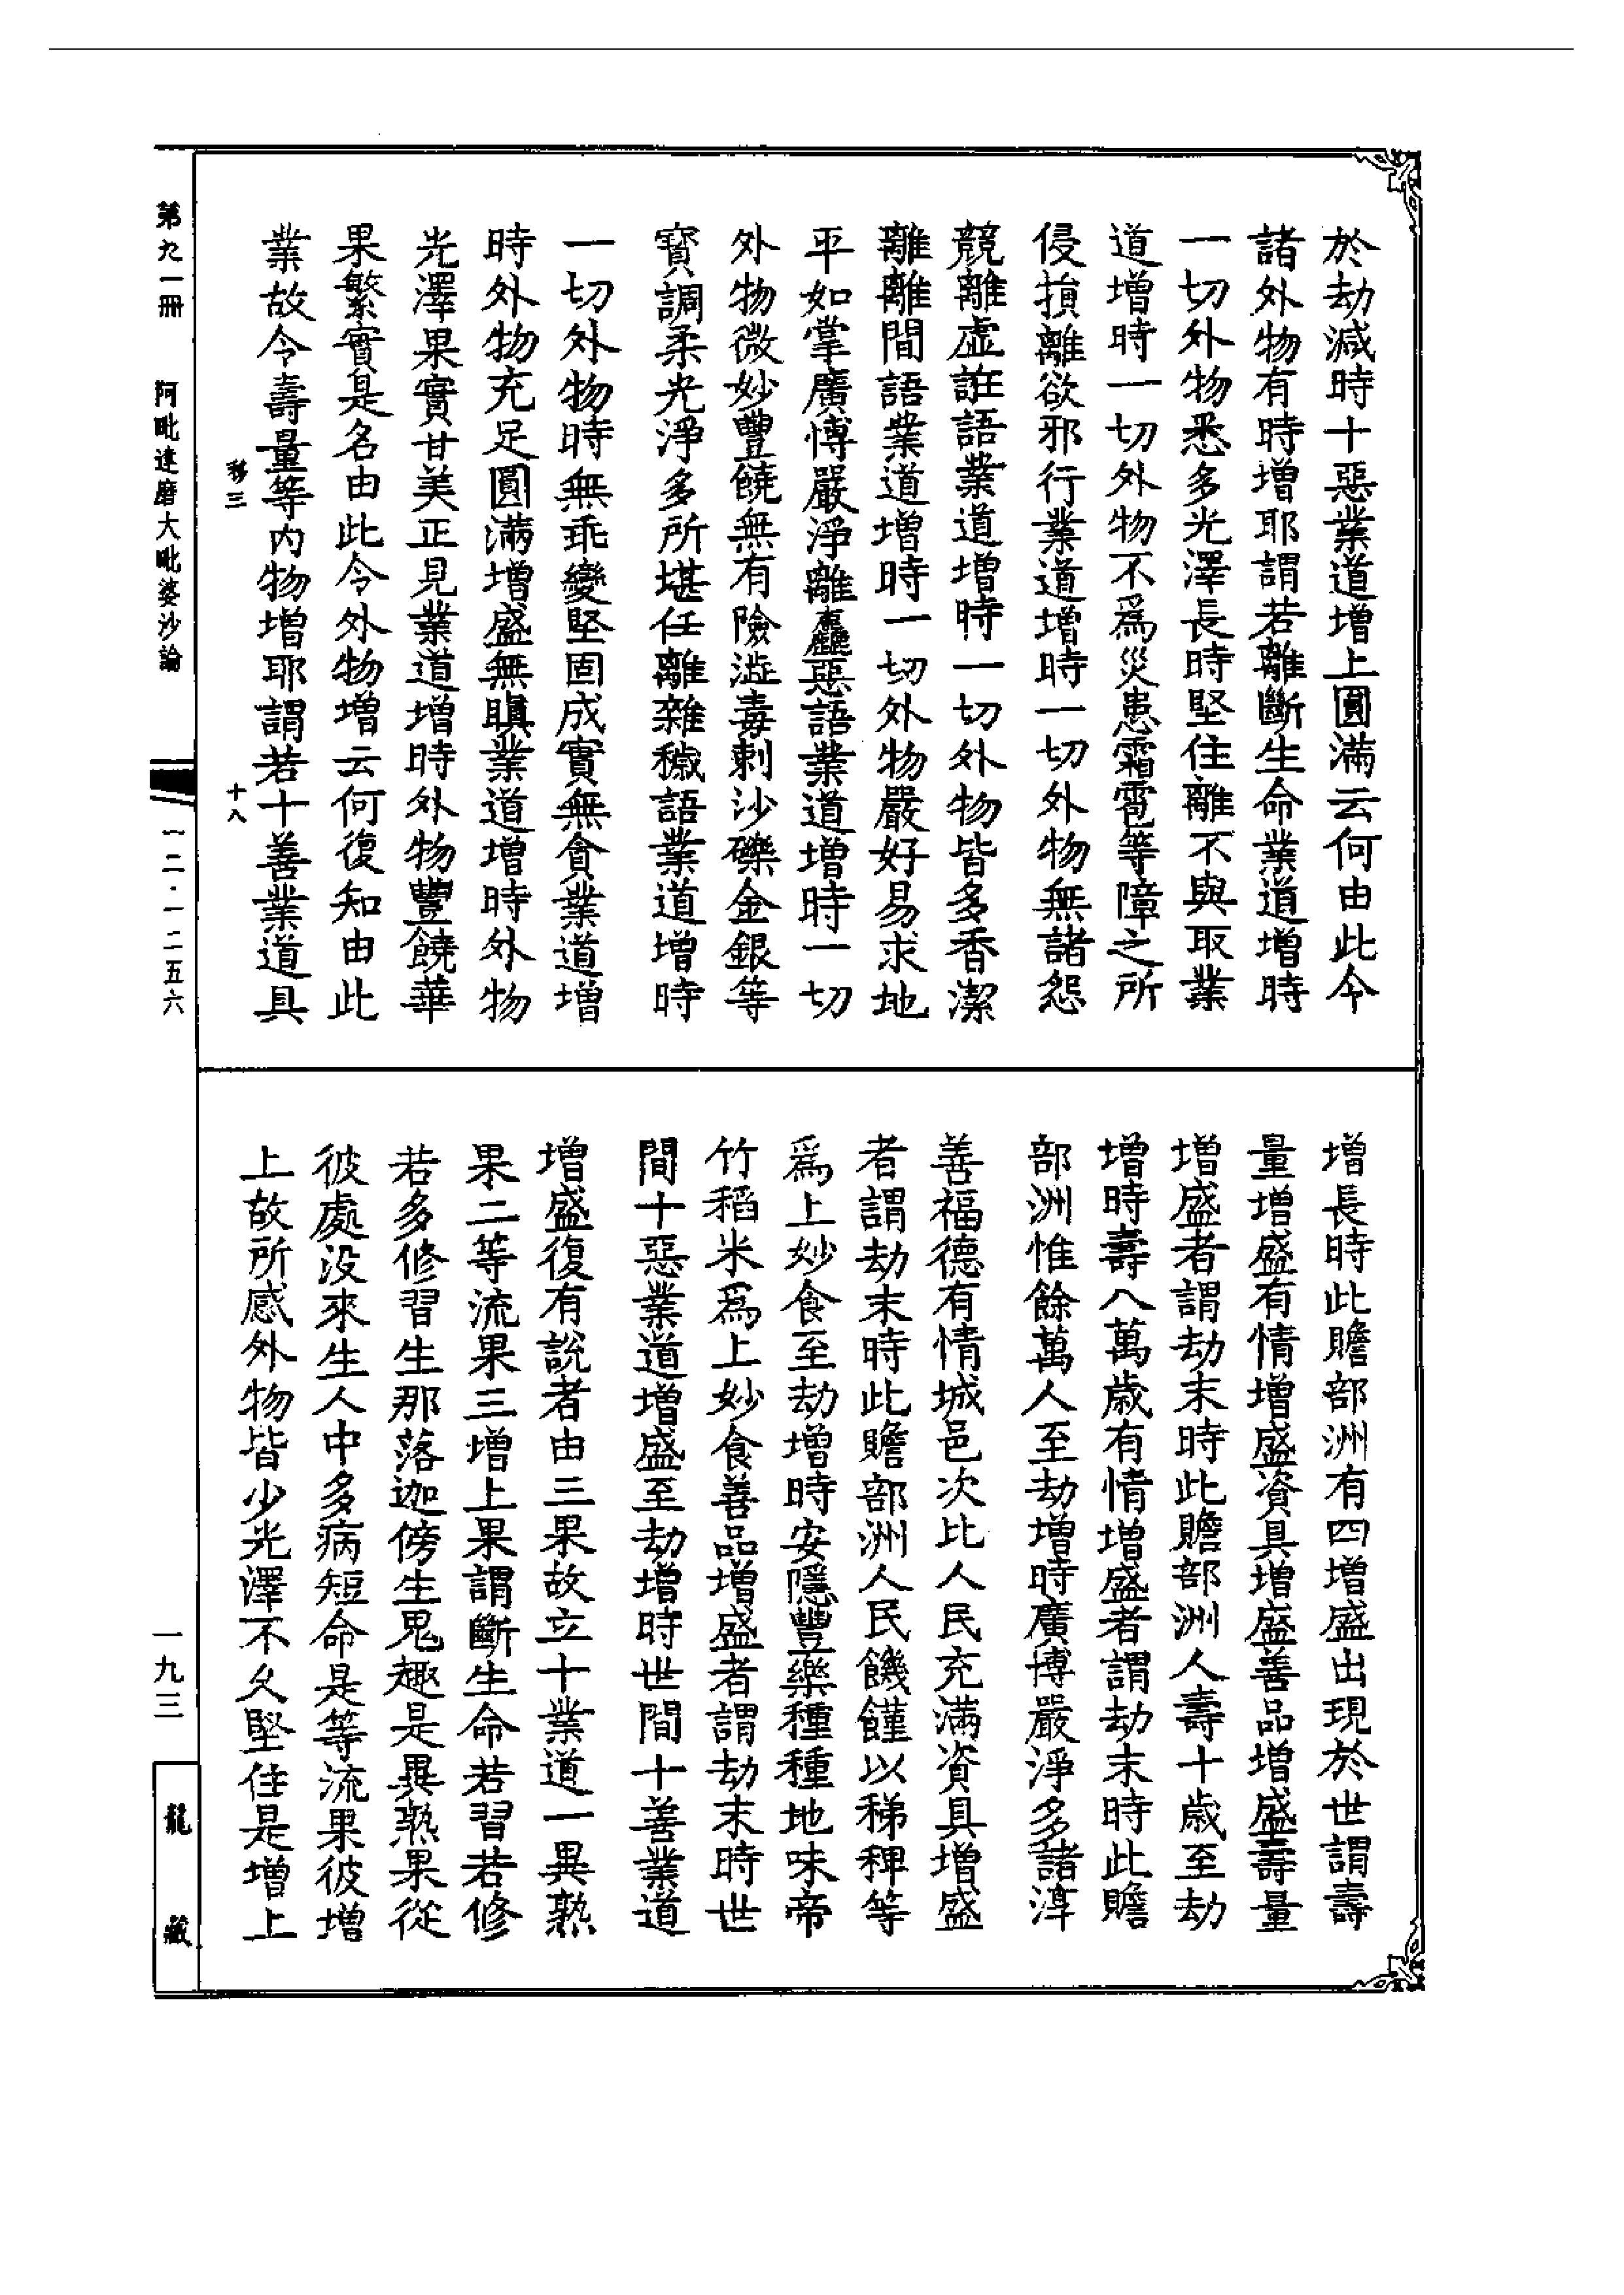 於劫減時十惡業道增上圓滿云何由此今
諸外物有時增耶謂若離斷生命業道增時
一切外物悉多光澤長時堅住離不與取業
道增時一切外物不爲災患霜雹等障之所
侵損離欲邪行業道增時一切外物無諸怨
競離虛誑語業道增時一切外物皆多香潔
離離間語業道增時一切外物嚴好易求地
平如掌廣博嚴淨離麤惡語業道增時一切
外物微妙豐饒無有險澁毒刺沙礫金銀等
寶調柔光淨多所堪任離雜穢語業道增時
一切外物時無乖變堅固成實無貪業道增
時外物充足圓滿增盛無瞋業道增時外物
光澤果實甘美正見業道增時外物豐饒華
果繁實是名由此令外物增云何復知由此
業故令壽量等內物增耶謂若十善業道具
增長時此贍部洲有四增盛出現於世謂壽
量增盛有情增盛資具增盛善品增盛壽量
增盛者謂劫末時此贍部洲人壽十歲至劫
增時壽八萬歲有情增盛者謂劫末時此贍
部洲惟餘萬人至劫增時廣博嚴淨多諸淳
善福德有情城邑次比人民充滿資具增盛
者謂劫末時此贍部洲人民饑饉以稊稗等
爲上妙食至劫增時安隱豐樂種種地味帝
竹稻米爲上妙食善品增盛者謂劫末時世
間十惡業道增盛至劫增時世間十善業道
增盛復有說者由三果故立十業道一異熟
果二等流果三增上果謂斷生命若習若修
若多修習生那落迦傍生鬼趣是異熟果從
彼處沒來生人中多病短命是等流果彼增
上故所感外物皆少光澤不久堅住是增上
移三
十八
第九一冊
阿毗達磨大毗婆沙論
一二·一二五六
一九三
龍藏